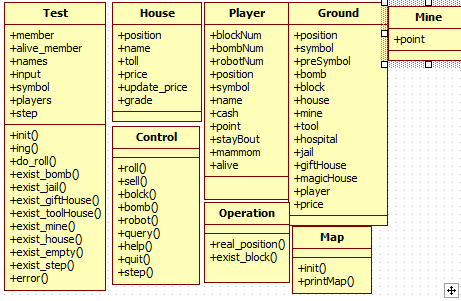 Test
+member
+alive_member
+names
+input
+symbol
+players
+step
+init()
+ing()
+do_roll()
+exist_bomb()
+exist_jail()
+exist_giftHouse()
+exist_toolHouse()
+exist_mine()
+exist_house()
+exist_empty()
+exist_step()
+error()
House
+position
+name
+toll
+price
+update_price
+grade
Control
+roll()
+sell()
+bolck()
+bomb()
+robot()
+query()
+help()
+quit()
+step()
Player
+blockNum
+bombNum
+robotNum
+position
+symbol
+name
+cash
+point
+stayBout
+mammom
+alive
Operation
+real_position()
+exist_block()
Ground
+position
+symbol
+preSymbol
+bomb
+block
+house
+mine
+tool
+hospital
+jail
+giftHouse
+magicHouse
+player
+price
Map
+init()
+printMap()
Mine
+point